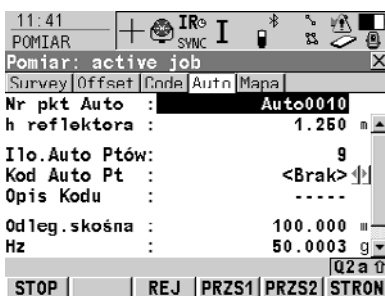 11:41
POMIAR
IR
SYNC
I
Pomiar: active job
Survey Offset Code Auto Mapa
Nr pkt Auto : Auto0010
h reflektora : 1.250 m
Ilo.Auto Ptów: 9
Kod Auto Pt : <Brak>
Opis Kodu : -----
Odleg.skośna : 100.000 m
Hz : 50.0003 g
Q2a
STOP REJ PRZS1 PRZS2 STRON